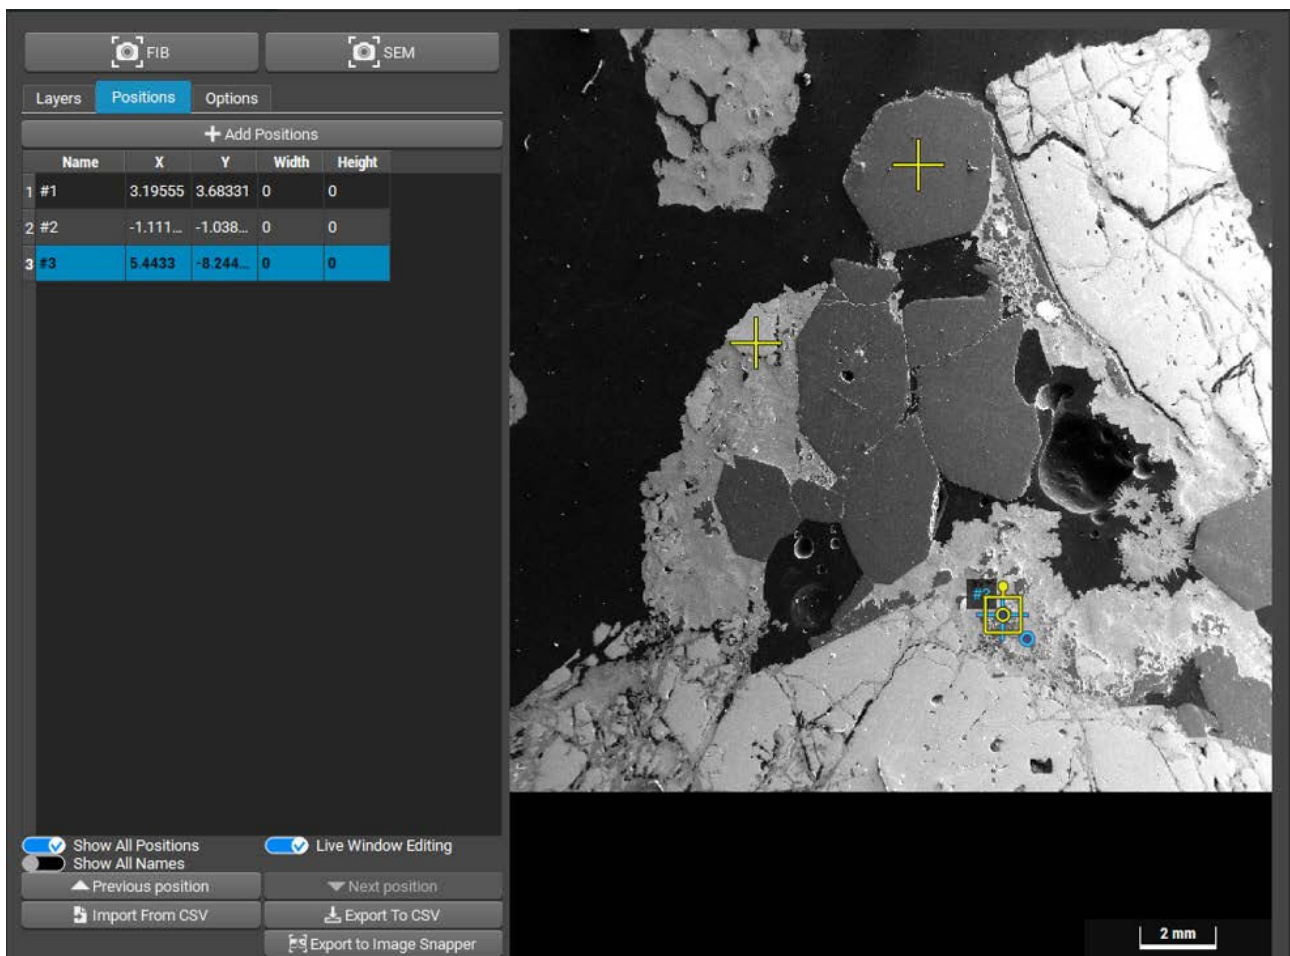 FIB SEM
Layers Positions Options
Add Positions
Name X Y Width Height
1 #1 3.19555 3.68331 0 0
2 #2 -1.111... -1.038... 0 0
3 #3 5.4433 -8.244... 0 0
Show All Positions Live Window Editing
Show All Names
Previous position Next position
Import From CSV Export To CSV
Export to Image Snapper
2 mm